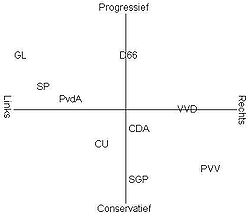 Progressief
GL
D66
SP
PvdA
Links
VVD
Rechts
CDA
CU
PVV
SGP
Conservatief